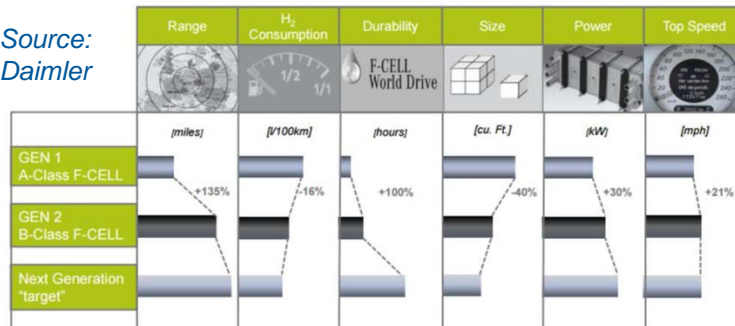 Source:
Daimler
Range
H2
Consumption
Durability
Size
Power
Top Speed
1/2
1/1
F-CELL
World Drive
[miles]
[l/100km]
[hours]
[cu. Ft.]
[kW]
[mph]
GEN 1
A-Class F-CELL
+135%
-16%
+100%
-40%
+30%
+21%
GEN 2
B-Class F-CELL
Next Generation
"target"